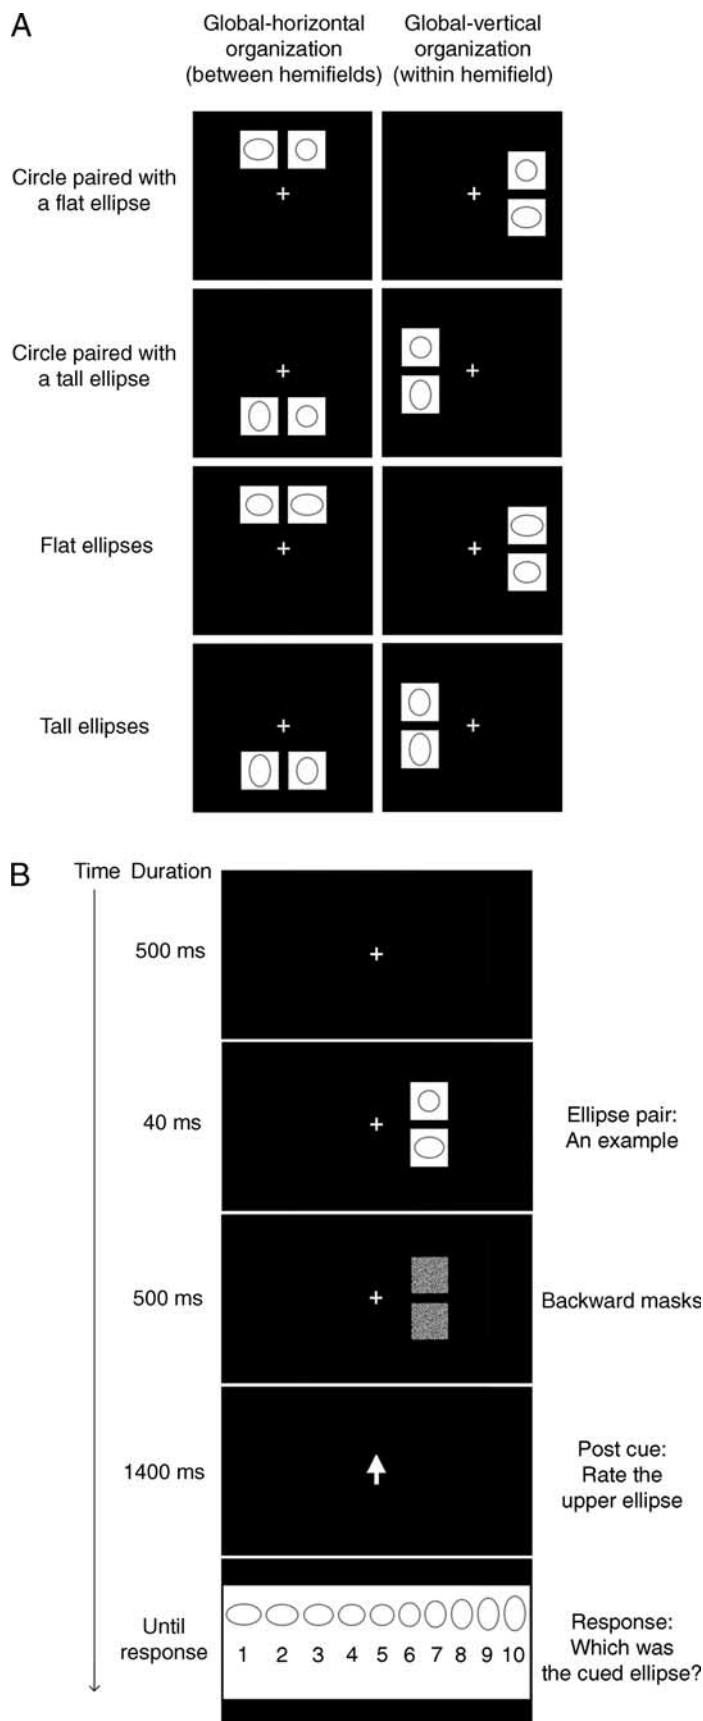 A
Global-horizontal
organization
(between hemifields)
Global-vertical
organization
(within hemifield)
Circle paired with
a flat ellipse
Circle paired with
a tall ellipse
Flat ellipses
Tall ellipses
B
Time Duration
500 ms
40 ms
Ellipse pair:
An example
500 ms
Backward masks
1400 ms
Post cue:
Rate the
upper ellipse
Until
response
1 2 3 4 5 6 7 8 9 10
Response:
Which was
the cued ellipse?